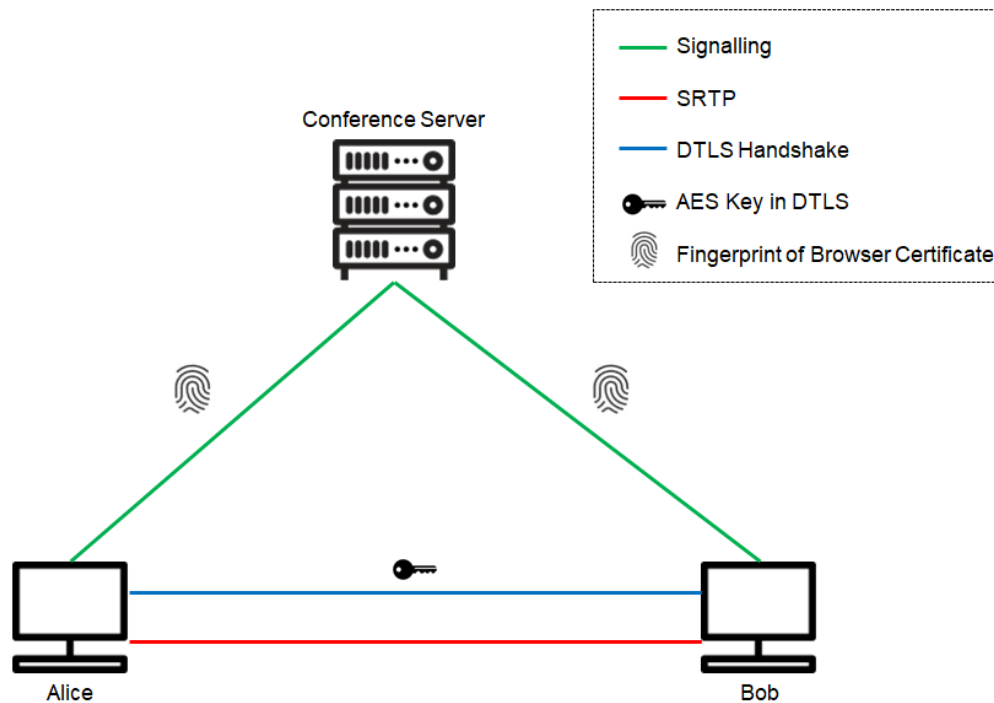 Signalling
SRTP
DTLS Handshake
AES Key in DTLS
Fingerprint of Browser Certificate
Conference Server
Alice
Bob